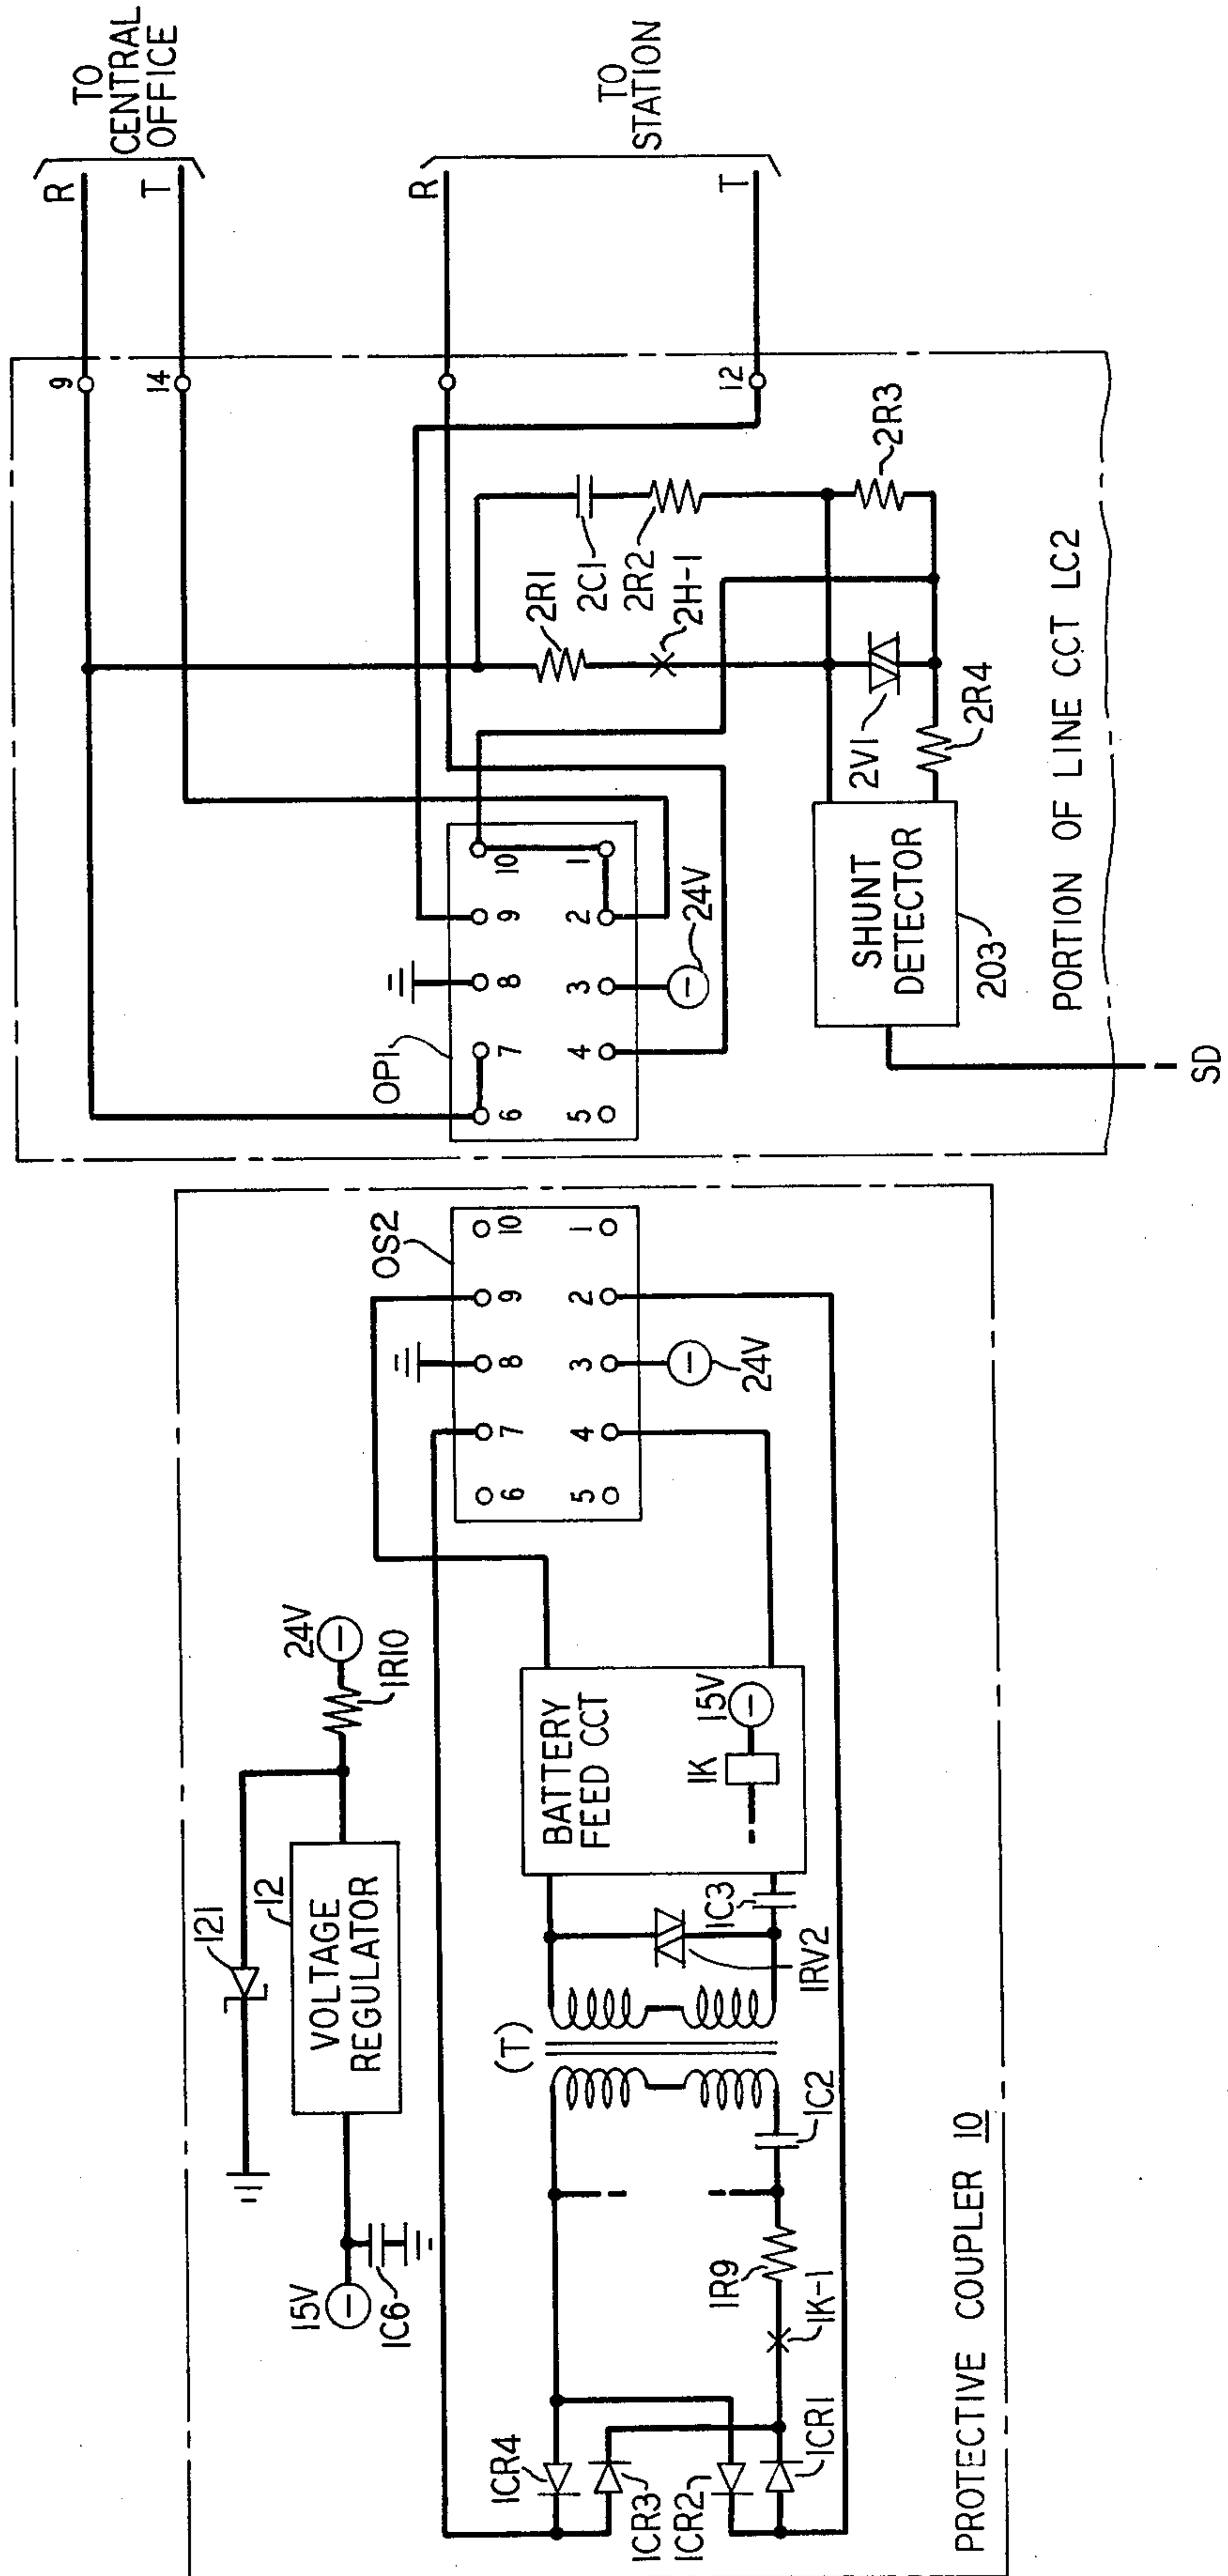 TO
CENTRAL
OFFICE
R
T
TO
STATION
R
T
9
14
12
2R1
2C1
2R2
2H-1
2R3
2V1
2R4
OP1
6
7
8
9
10
5
4
3
2
1
24V
SHUNT
DETECTOR
203
SD
PORTION OF LINE CCT LC2
OS2
6
7
8
9
10
5
4
3
2
1
24V
121
12
VOLTAGE
REGULATOR
24V
1R10
15V
1C6
BATTERY
FEED CCT
1K
15V
(T)
1C3
1RV2
1C2
1R9
1K-1
1CR4
1CR3
1CR2
1CR1
PROTECTIVE COUPLER 10